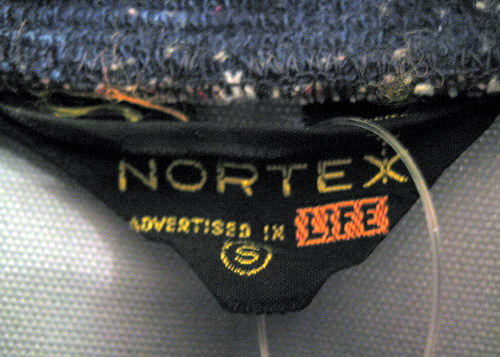 NORTEX
ADVERTISED IN LIFE
S